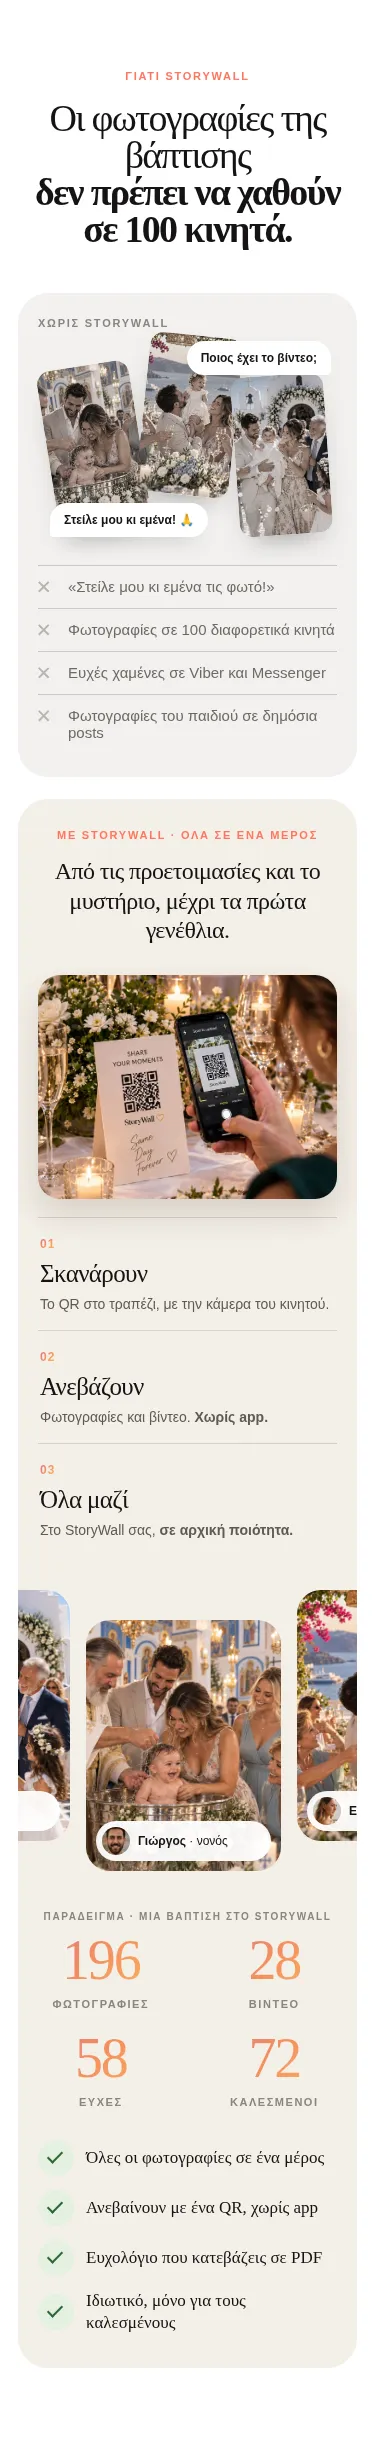 ΓΙΑΤΙ STORYWALL
Οι φωτογραφίες της
βάπτισης
δεν πρέπει να χαθούν
σε 100 κινητά.
ΧΩΡΙΣ STORYWALL
Ποιος έχει το βίντεο;
Στείλε μου κι εμένα! 🙏
«Στείλε μου κι εμένα τις φωτό!»
Φωτογραφίες σε 100 διαφορετικά κινητά
Ευχές χαμένες σε Viber και Messenger
Φωτογραφίες του παιδιού σε δημόσια
posts
ΜΕ STORYWALL · ΟΛΑ ΣΕ ΕΝΑ ΜΕΡΟΣ
Από τις προετοιμασίες και το
μυστήριο, μέχρι τα πρώτα
γενέθλια.
SHARE
YOUR MOMENTS
StoryWall
Same
Day
Forever
01
Σκανάρουν
Το QR στο τραπέζι, με την κάμερα του κινητού.
02
Ανεβάζουν
Φωτογραφίες και βίντεο. Χωρίς app.
03
Όλα μαζί
Στο StoryWall σας, σε αρχική ποιότητα.
Γιώργος · νονός
Ε
ΠΑΡΑΔΕΙΓΜΑ · ΜΙΑ ΒΑΠΤΙΣΗ ΣΤΟ STORYWALL
196 28
ΦΩΤΟΓΡΑΦΙΕΣ ΒΙΝΤΕΟ
58 72
ΕΥΧΕΣ ΚΑΛΕΣΜΕΝΟΙ
Όλες οι φωτογραφίες σε ένα μέρος
Ανεβαίνουν με ένα QR, χωρίς app
Ευχολόγιο που κατεβάζεις σε PDF
Ιδιωτικό, μόνο για τους
καλεσμένους